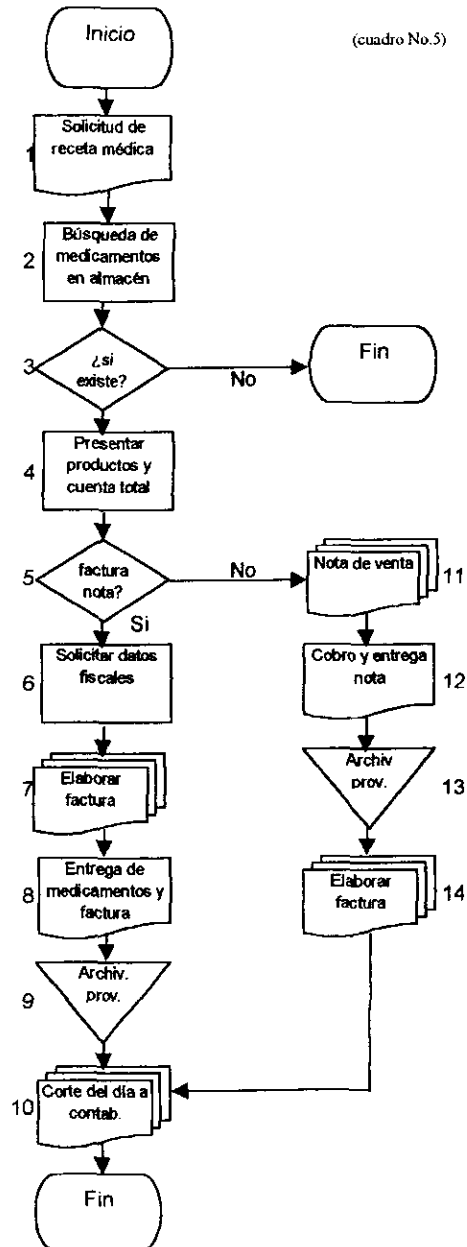 Inicio
(cuadro No.5)
1
Solicitud de
receta médica
2
Búsqueda de
medicamentos
en almacén
3
¿si
existe?
No
Fin
4
Presentar
productos y
cuenta total
5
factura
nota?
No
Si
Nota de venta
11
6
Solicitar datos
fiscales
Cobro y entrega
nota
12
7
Elaborar
factura
Archiv
prov.
13
8
Entrega de
medicamentos y
factura
Elaborar
factura
14
9
Archiv.
prov.
10
Corte del día a
contab.
Fin